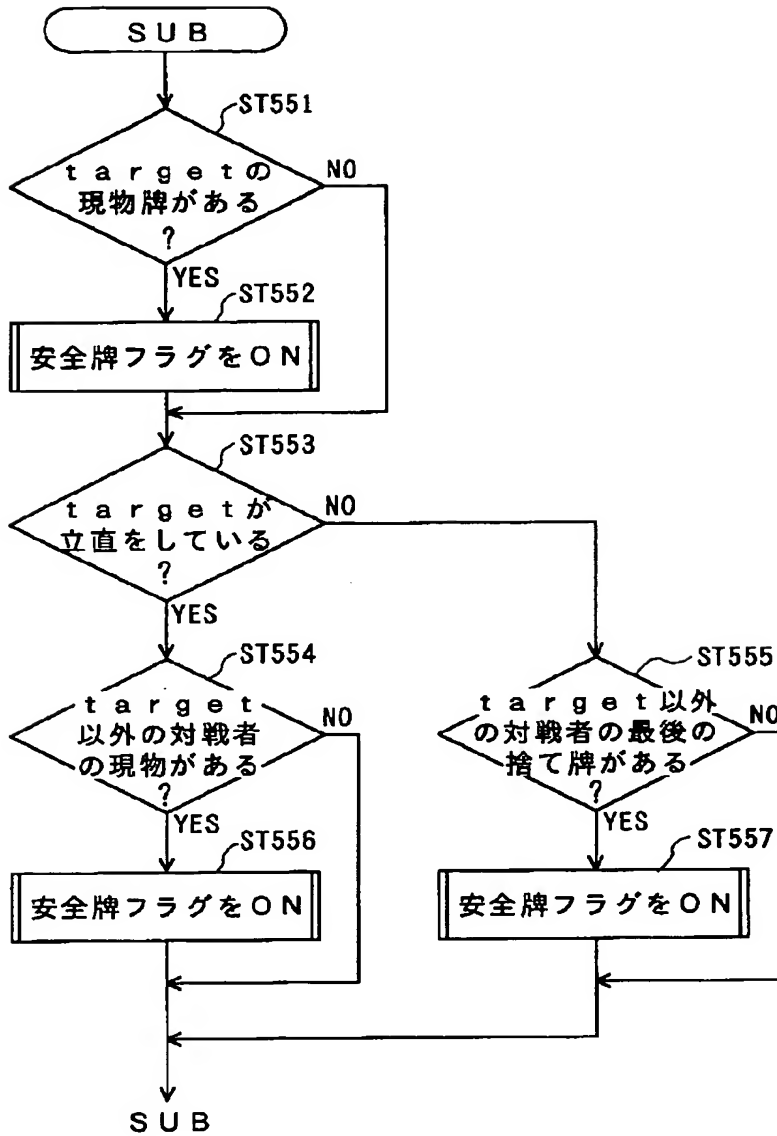 SUB
ST551
targetの
現物牌がある
?
NO
YES
ST552
安全牌フラグをON
ST553
targetが
立直をしている
?
NO
YES
ST554
target
以外の対戦者
の現物がある
?
NO
YES
ST555
target以外
の対戦者の最後の
捨て牌がある
?
NO
YES
ST556
安全牌フラグをON
ST557
安全牌フラグをON
SUB